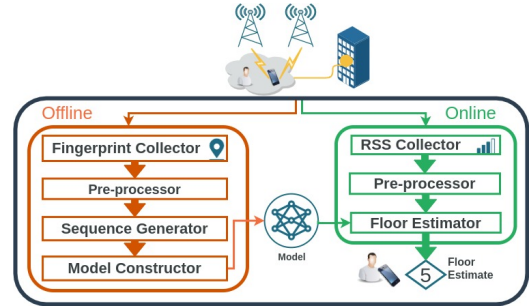 Offline
Online
Fingerprint Collector
Pre-processor
Sequence Generator
Model Constructor
Model
RSS Collector
Pre-processor
Floor Estimator
5
Floor
Estimate